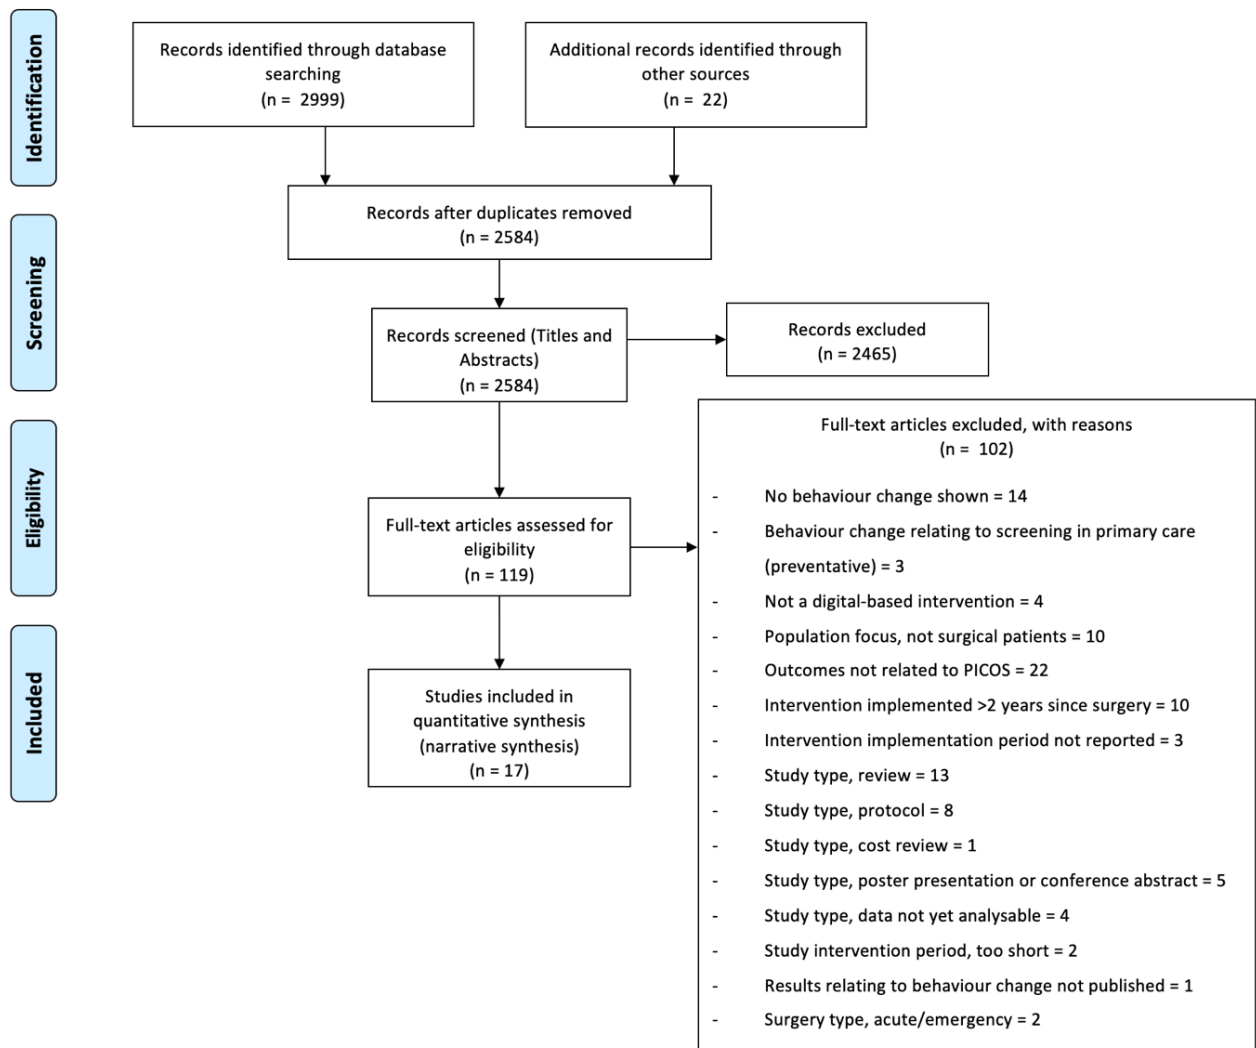 Identification
Records identified through database
searching
(n = 2999)
Additional records identified through
other sources
(n = 22)
Records after duplicates removed
(n = 2584)
Screening
Records screened (Titles and
Abstracts)
(n = 2584)
Records excluded
(n = 2465)
Eligibility
Full-text articles assessed for
eligibility
(n = 119)
Full-text articles excluded, with reasons
(n = 102)
- No behaviour change shown = 14
- Behaviour change relating to screening in primary care
(preventative) = 3
- Not a digital-based intervention = 4
- Population focus, not surgical patients = 10
- Outcomes not related to PICOS = 22
- Intervention implemented >2 years since surgery = 10
- Intervention implementation period not reported = 3
- Study type, review = 13
- Study type, protocol = 8
- Study type, cost review = 1
- Study type, poster presentation or conference abstract = 5
- Study type, data not yet analysable = 4
- Study intervention period, too short = 2
- Results relating to behaviour change not published = 1
- Surgery type, acute/emergency = 2
Included
Studies included in
quantitative synthesis
(narrative synthesis)
(n = 17)